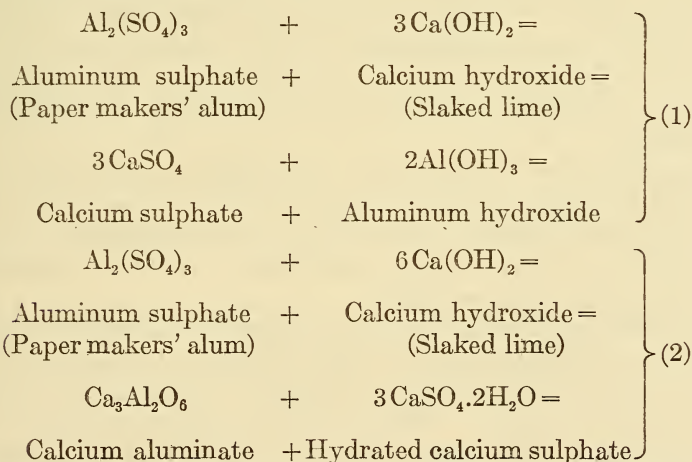 Al₂(SO₄)₃ + 3Ca(OH)₂=
Aluminum sulphate + Calcium hydroxide=
(Paper makers' alum) (Slaked lime)
(1)
3CaSO₄ + 2Al(OH)₃ =
Calcium sulphate + Aluminum hydroxide
Al₂(SO₄)₃ + 6Ca(OH)₂=
Aluminum sulphate + Calcium hydroxide=
(Paper makers' alum) (Slaked lime)
(2)
Ca₃Al₂O₆ + 3CaSO₄.2H₂O=
Calcium aluminate +Hydrated calcium sulphate